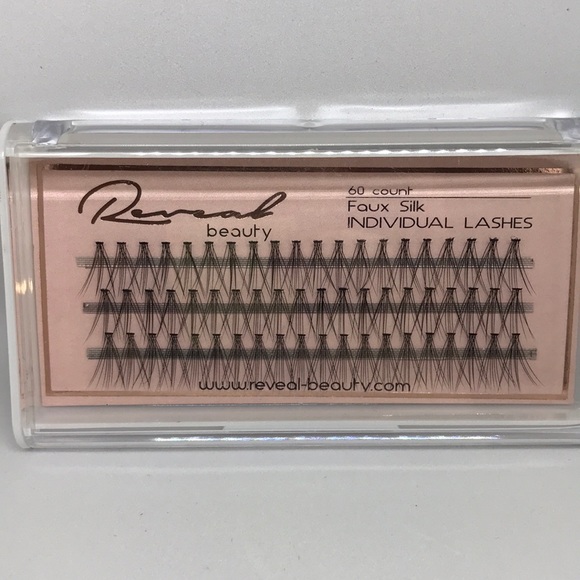 Reveal
beauty
60 count
Faux Silk
INDIVIDUAL LASHES
www.reveal-beauty.com